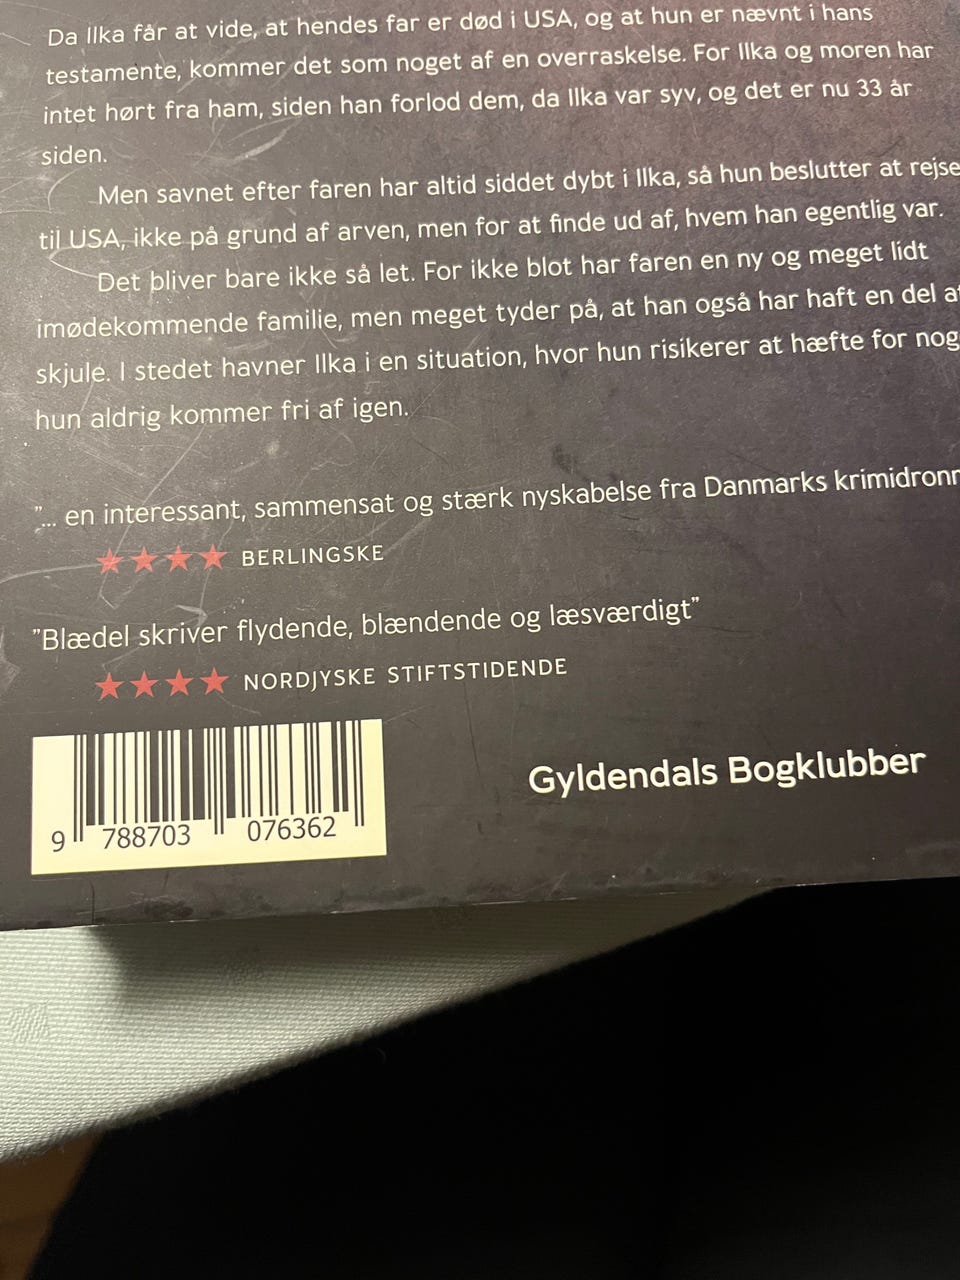 Da Ilka får at vide, at hendes far er død i USA, og at hun er nævnt i hans
testamente, kommer det som noget af en overraskelse. For Ilka og moren har
intet hørt fra ham, siden han forlod dem, da Ilka var syv, og det er nu 33 år
siden.
Men savnet efter faren har altid siddet dybt i Ilka, så hun beslutter at rejse
til USA, ikke på grund af arven, men for at finde ud af, hvem han egentlig var.
Det bliver bare ikke så let. For ikke blot har faren en ny og meget lidt
imødekommende familie, men meget tyder på, at han også har haft en del at
skjule. I stedet havner Ilka i en situation, hvor hun risikerer at hæfte for nog
hun aldrig kommer fri af igen.
"... en interessant, sammensat og stærk nyskabelse fra Danmarks krimidronn
BERLINGSKE
"Blædel skriver flydende, blændende og læsværdigt"
NORDJYSKE STIFTSTIDENDE
Gyldendals Bogklubber
9 788703 076362